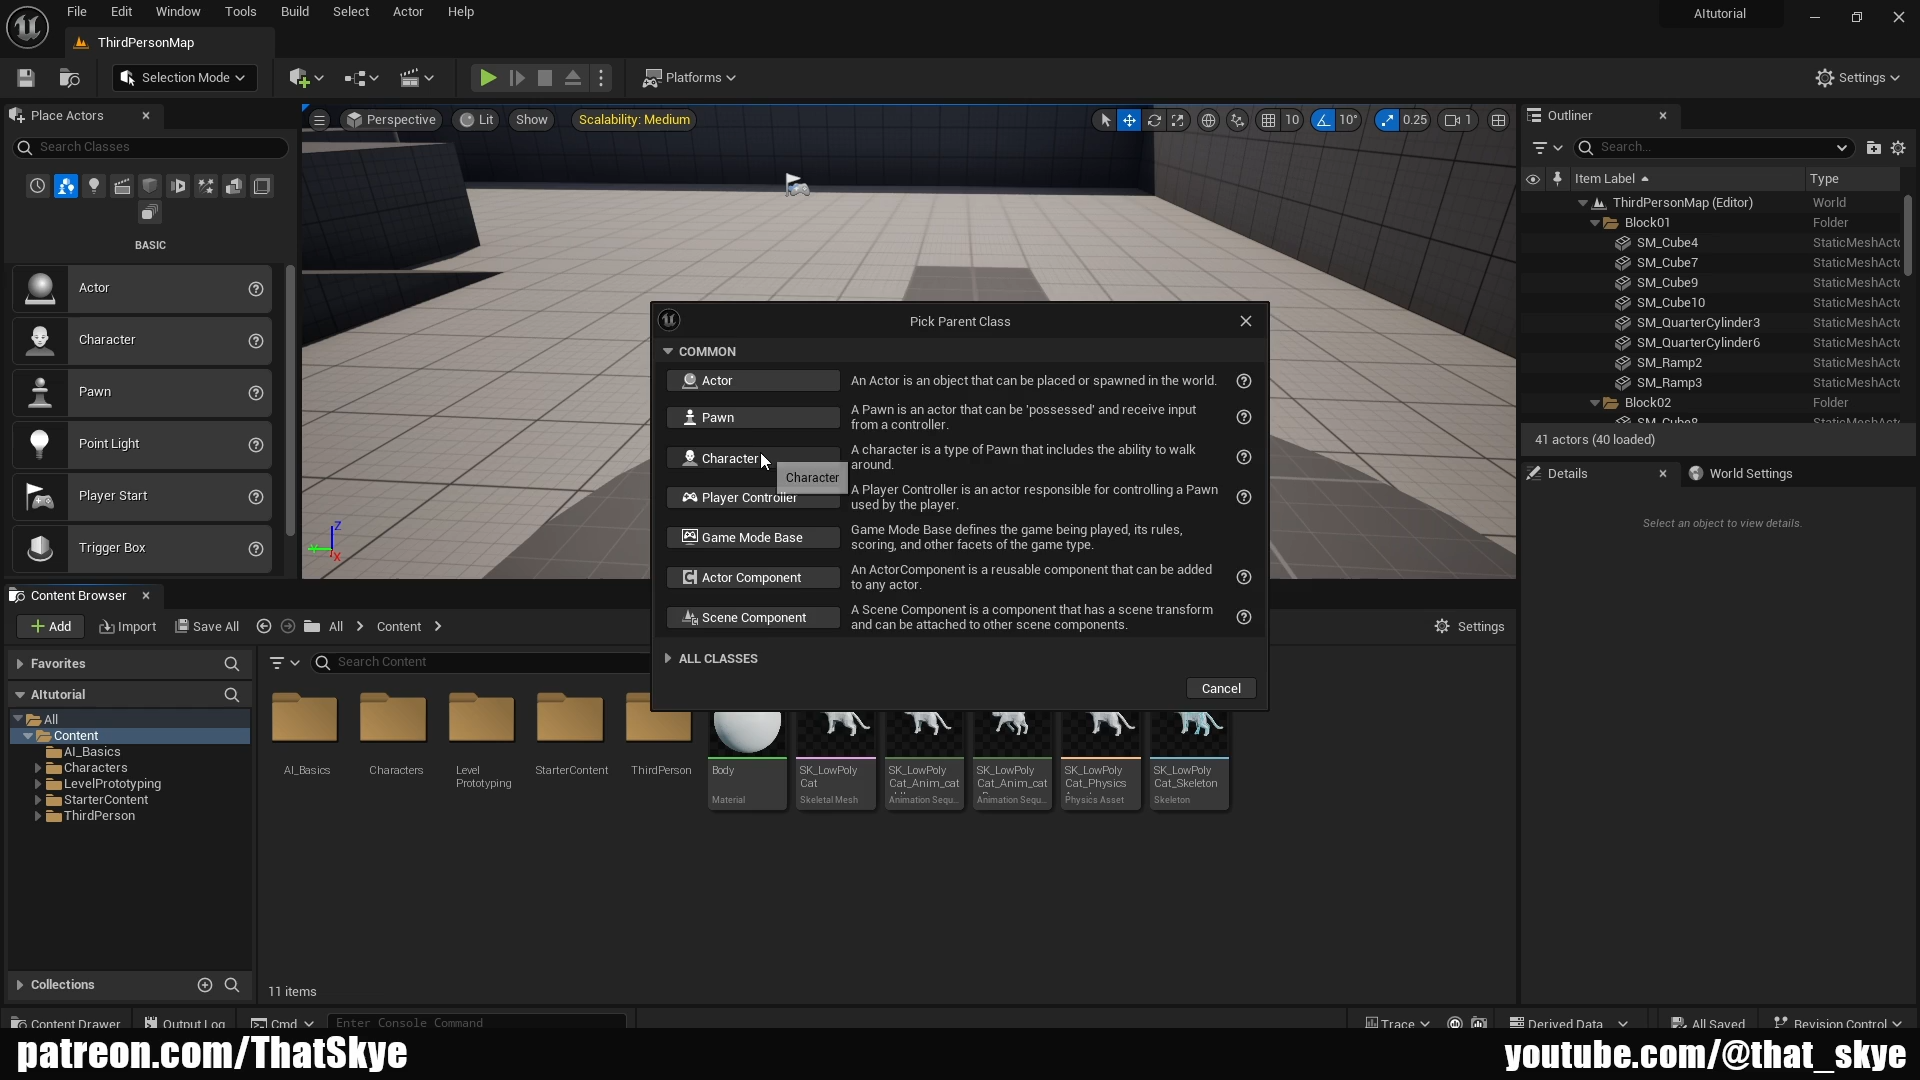 File Edit Window Tools Build Select Actor Help
AItutorial
ThirdPersonMap
Selection Mode
Platforms
Settings
Place Actors
Search Classes
BASIC
Actor
Character
Pawn
Point Light
Player Start
Trigger Box
Perspective
Lit
Show
Scalability: Medium
10
10°
0.25
1
Z
Y
X
Outliner
Search...
Item Label
Type
ThirdPersonMap (Editor) World
Block01 Folder
SM_Cube4 StaticMeshActo
SM_Cube7 StaticMeshActo
SM_Cube9 StaticMeshActo
SM_Cube10 StaticMeshActo
SM_QuarterCylinder3 StaticMeshActo
SM_QuarterCylinder6 StaticMeshActo
SM_Ramp2 StaticMeshActo
SM_Ramp3 StaticMeshActo
Block02 Folder
41 actors (40 loaded)
Details
World Settings
Select an object to view details.
Pick Parent Class
COMMON
Actor
An Actor is an object that can be placed or spawned in the world.
Pawn
A Pawn is an actor that can be 'possessed' and receive input
from a controller.
Character
A character is a type of Pawn that includes the ability to walk
around.
Character
Player Controller
A Player Controller is an actor responsible for controlling a Pawn
used by the player.
Game Mode Base
Game Mode Base defines the game being played, its rules,
scoring, and other facets of the game type.
Actor Component
An ActorComponent is a reusable component that can be added
to any actor.
Scene Component
A Scene Component is a component that has a scene transform
and can be attached to other scene components.
ALL CLASSES
Cancel
Content Browser
Add
Import
Save All
All
Content
Settings
Favorites
AItutorial
All
Content
AI_Basics
Characters
LevelPrototyping
StarterContent
ThirdPerson
Collections
Search Content
AI_Basics
Characters
Level
Prototyping
StarterContent
ThirdPerson
Body
Material
SK_LowPoly
Cat
Skeletal Mesh
SK_LowPoly
Cat_Anim_cat
Animation Sequ...
SK_LowPoly
Cat_Anim_cat
Animation Sequ...
SK_LowPoly
Cat_Physics
Physics Asset
SK_LowPoly
Cat_Skeleton
Skeleton
11 items
Content Drawer
Output Log
Cmd
Enter Console Command
Trace
Derived Data
All Saved
Revision Control
patreon.com/ThatSkye
youtube.com/@that_skye